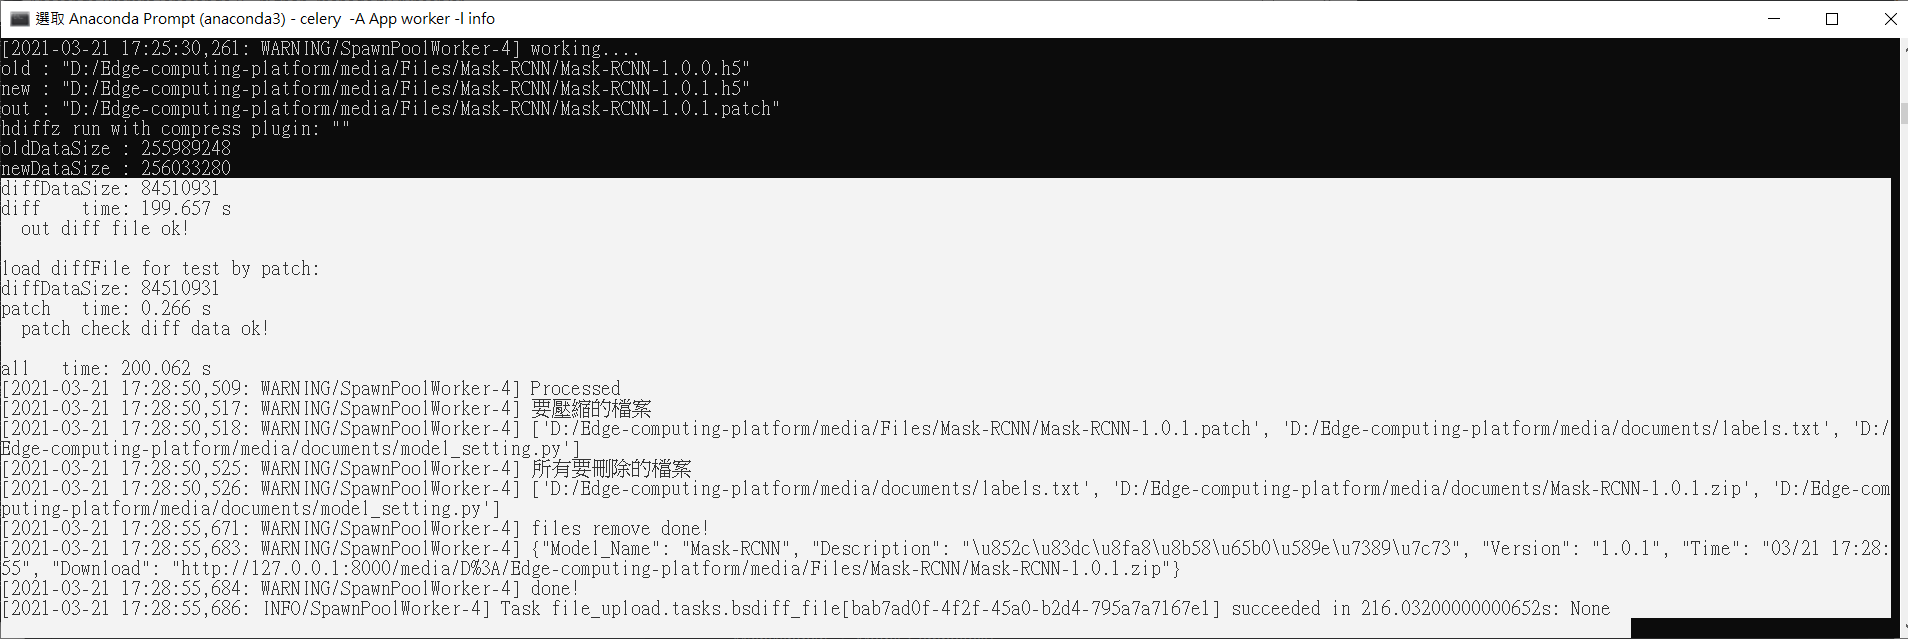 選取 Anaconda Prompt (anaconda3) - celery  -A App worker -l info
[2021-03-21 17:25:30,261: WARNING/SpawnPoolWorker-4] working....
old : "D:/Edge-computing-platform/media/Files/Mask-RCNN/Mask-RCNN-1.0.0.h5"
new : "D:/Edge-computing-platform/media/Files/Mask-RCNN/Mask-RCNN-1.0.1.h5"
out : "D:/Edge-computing-platform/media/Files/Mask-RCNN/Mask-RCNN-1.0.1.patch"
hdiffz run with compress plugin: ""
oldDataSize : 255989248
newDataSize : 256033280
diffDataSize: 84510931
diff    time: 199.657 s
  out diff file ok!
load diffFile for test by patch:
diffDataSize: 84510931
patch   time: 0.266 s
  patch check diff data ok!
all   time: 200.062 s
[2021-03-21 17:28:50,509: WARNING/SpawnPoolWorker-4] Processed
[2021-03-21 17:28:50,517: WARNING/SpawnPoolWorker-4] 要壓縮的檔案
[2021-03-21 17:28:50,518: WARNING/SpawnPoolWorker-4] ['D:/Edge-computing-platform/media/Files/Mask-RCNN/Mask-RCNN-1.0.1.patch', 'D:/Edge-computing-platform/media/documents/labels.txt', 'D:/
Edge-computing-platform/media/documents/model_setting.py']
[2021-03-21 17:28:50,525: WARNING/SpawnPoolWorker-4] 所有要刪除的檔案
[2021-03-21 17:28:50,526: WARNING/SpawnPoolWorker-4] ['D:/Edge-computing-platform/media/documents/labels.txt', 'D:/Edge-computing-platform/media/documents/Mask-RCNN-1.0.1.zip', 'D:/Edge-com
puting-platform/media/documents/model_setting.py']
[2021-03-21 17:28:55,671: WARNING/SpawnPoolWorker-4] files remove done!
[2021-03-21 17:28:55,683: WARNING/SpawnPoolWorker-4] {"Model_Name": "Mask-RCNN", "Description": "\u852c\u83dc\u8fa8\u8b58\u65b0\u589e\u7389\u7c73", "Version": "1.0.1", "Time": "03/21 17:28:
55", "Download": "http://127.0.0.1:8000/media/D%3A/Edge-computing-platform/media/Files/Mask-RCNN/Mask-RCNN-1.0.1.zip"}
[2021-03-21 17:28:55,684: WARNING/SpawnPoolWorker-4] done!
[2021-03-21 17:28:55,686: INFO/SpawnPoolWorker-4] Task file_upload.tasks.bsdiff_file[bab7ad0f-4f2f-45a0-b2d4-795a7a7167e1] succeeded in 216.03200000000652s: None